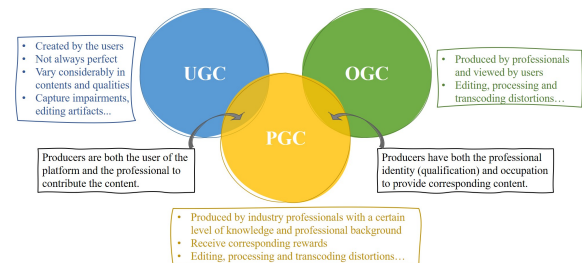 • Created by the users
• Not always perfect
• Vary considerably in
contents and qualities
• Capture impairments,
editing artifacts...
UGC
OGC
• Produced by professionals
and viewed by users
• Editing, processing and
transcoding distortions…
PGC
Producers are both the user of the
platform and the professional to
contribute the content.
Producers have both the professional
identity (qualification) and occupation
to provide corresponding content.
• Produced by industry professionals with a certain
level of knowledge and professional background
• Receive corresponding rewards
• Editing, processing and transcoding distortions…